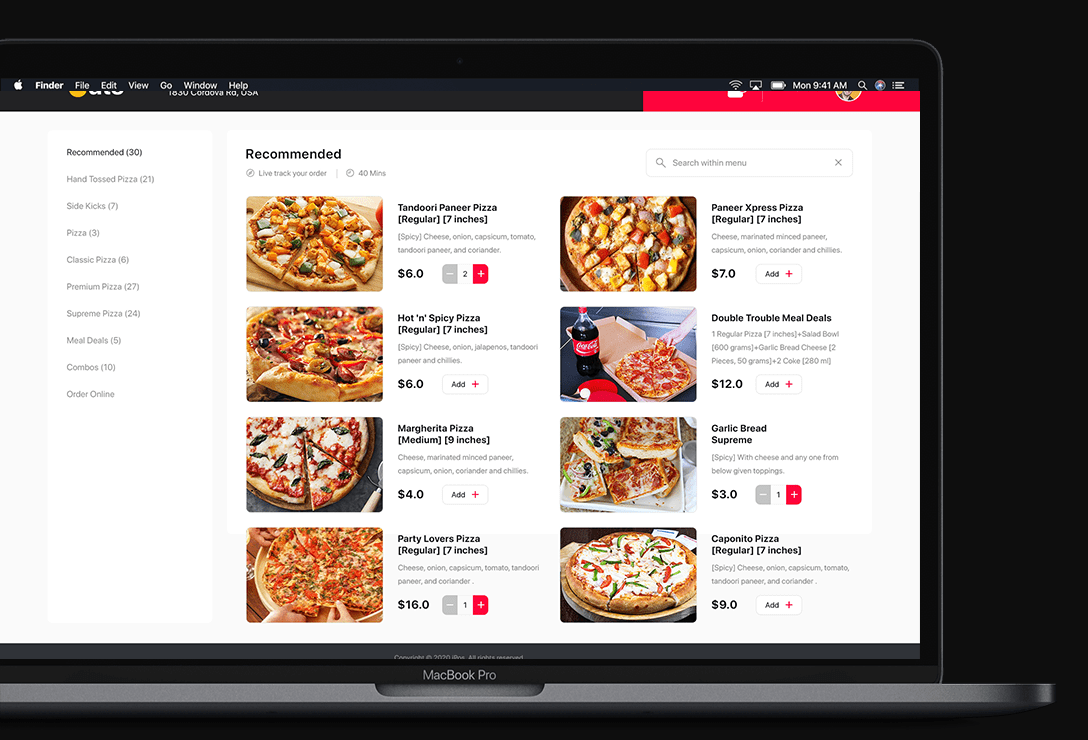 Finder File Edit View Go Window Help Mon 9:41 AM
1830 Cordova Rd, USA
Recommended (30)
Hand Tossed Pizza (21)
Side Kicks (7)
Pizza (3)
Classic Pizza (6)
Premium Pizza (27)
Supreme Pizza (24)
Meal Deals (5)
Combos (10)
Order Online
Recommended
Live track your order 40 Mins
Search within menu
Tandoori Paneer Pizza
[Regular] [7 inches]
[Spicy] Cheese, onion, capsicum, tomato,
tandoori paneer, and coriander.
$6.0 2
Paneer Xpress Pizza
[Regular] [7 inches]
Cheese, marinated minced paneer,
capsicum, onion, coriander and chillies.
$7.0 Add +
Hot 'n' Spicy Pizza
[Regular] [7 inches]
[Spicy] Cheese, onion, jalapenos, tandoori
paneer and chillies.
$6.0 Add +
Coca-Cola
Double Trouble Meal Deals
1 Regular Pizza [7 inches]+Salad Bowl
[600 grams]+Garlic Bread Cheese [2
Pieces, 50 grams]+2 Coke [280 ml]
$12.0 Add +
Margherita Pizza
[Medium] [9 inches]
Cheese, marinated minced paneer,
capsicum, onion, coriander and chillies.
$4.0 Add +
Garlic Bread
Supreme
[Spicy] With cheese and any one from
below given toppings.
$3.0 1
Party Lovers Pizza
[Regular] [7 inches]
Cheese, onion, capsicum, tomato, tandoori
paneer, and coriander .
$16.0 1
Caponito Pizza
[Regular] [7 inches]
[Spicy] Cheese, onion, capsicum, tomato,
tandoori paneer, and coriander .
$9.0 Add +
Copyright © 2020 iPos. All rights reserved
MacBook Pro